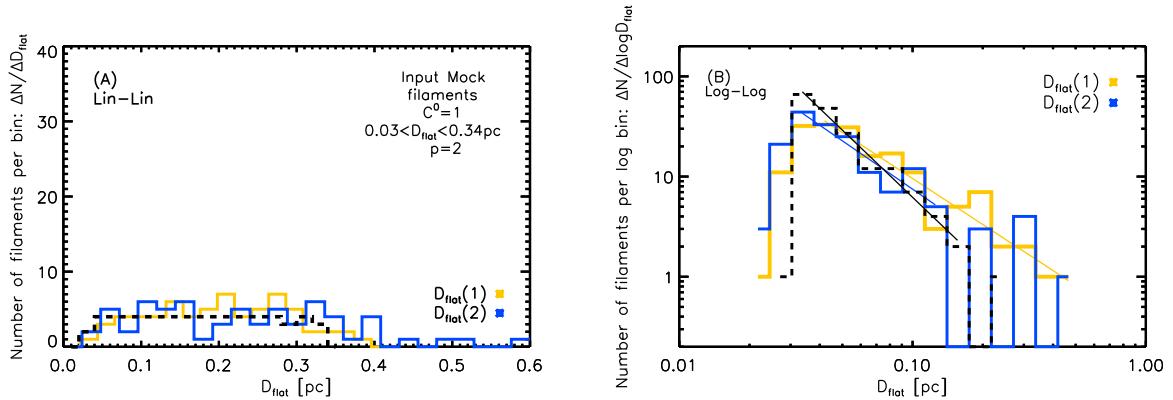 Number of filaments per bin: ΔN/ΔD_flat
40
30
20
10
0
(A)
Lin−Lin
Input Mock
filaments
C⁰=1
0.03<D_flat<0.34pc
p=2
D_flat(1)
D_flat(2)
0.0 0.1 0.2 0.3 0.4 0.5 0.6
D_flat [pc]
Number of filaments per log bin: ΔN/ΔlogD_flat
100
10
1
(B)
Log−Log
D_flat(1)
D_flat(2)
0.01 0.10 1.00
D_flat [pc]